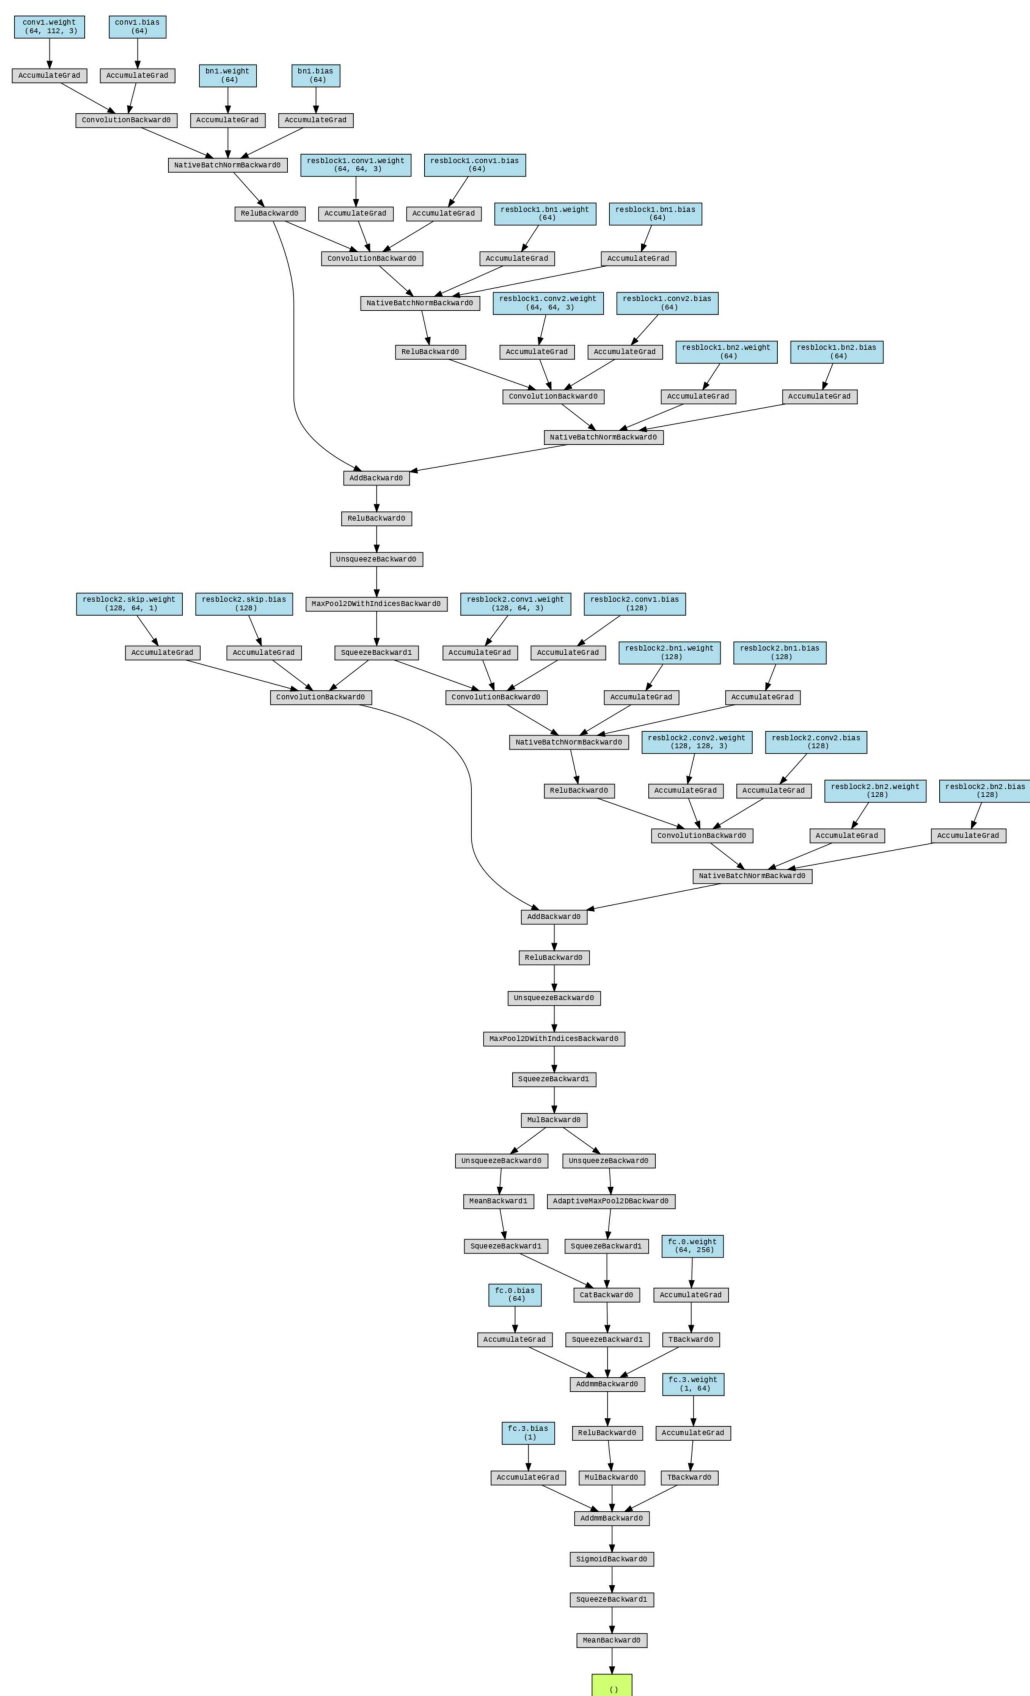 conv1.weight
(64, 112, 3)
conv1.bias
(64)
AccumulateGrad
AccumulateGrad
bn1.weight
(64)
bn1.bias
(64)
ConvolutionBackward0
AccumulateGrad
AccumulateGrad
NativeBatchNormBackward0
resblock1.conv1.weight
(64, 64, 3)
resblock1.conv1.bias
(64)
ReluBackward0
AccumulateGrad
AccumulateGrad
resblock1.bn1.weight
(64)
resblock1.bn1.bias
(64)
ConvolutionBackward0
AccumulateGrad
AccumulateGrad
NativeBatchNormBackward0
resblock1.conv2.weight
(64, 64, 3)
resblock1.conv2.bias
(64)
ReluBackward0
AccumulateGrad
AccumulateGrad
resblock1.bn2.weight
(64)
resblock1.bn2.bias
(64)
ConvolutionBackward0
AccumulateGrad
AccumulateGrad
NativeBatchNormBackward0
AddBackward0
ReluBackward0
UnsqueezeBackward0
resblock2.skip.weight
(128, 64, 1)
resblock2.skip.bias
(128)
MaxPool2DWithIndicesBackward0
resblock2.conv1.weight
(128, 64, 3)
resblock2.conv1.bias
(128)
AccumulateGrad
AccumulateGrad
SqueezeBackward1
AccumulateGrad
AccumulateGrad
resblock2.bn1.weight
(128)
resblock2.bn1.bias
(128)
ConvolutionBackward0
ConvolutionBackward0
AccumulateGrad
AccumulateGrad
NativeBatchNormBackward0
resblock2.conv2.weight
(128, 128, 3)
resblock2.conv2.bias
(128)
ReluBackward0
AccumulateGrad
AccumulateGrad
resblock2.bn2.weight
(128)
resblock2.bn2.bias
(128)
ConvolutionBackward0
AccumulateGrad
AccumulateGrad
NativeBatchNormBackward0
AddBackward0
ReluBackward0
UnsqueezeBackward0
MaxPool2DWithIndicesBackward0
SqueezeBackward1
MulBackward0
UnsqueezeBackward0
UnsqueezeBackward0
MeanBackward1
AdaptiveMaxPool2DBackward0
SqueezeBackward1
SqueezeBackward1
fc.0.weight
(64, 256)
fc.0.bias
(64)
CatBackward0
AccumulateGrad
AccumulateGrad
SqueezeBackward1
TBackward0
AddmmBackward0
fc.3.weight
(1, 64)
fc.3.bias
(1)
ReluBackward0
AccumulateGrad
AccumulateGrad
MulBackward0
TBackward0
AddmmBackward0
SigmoidBackward0
SqueezeBackward1
MeanBackward0
()